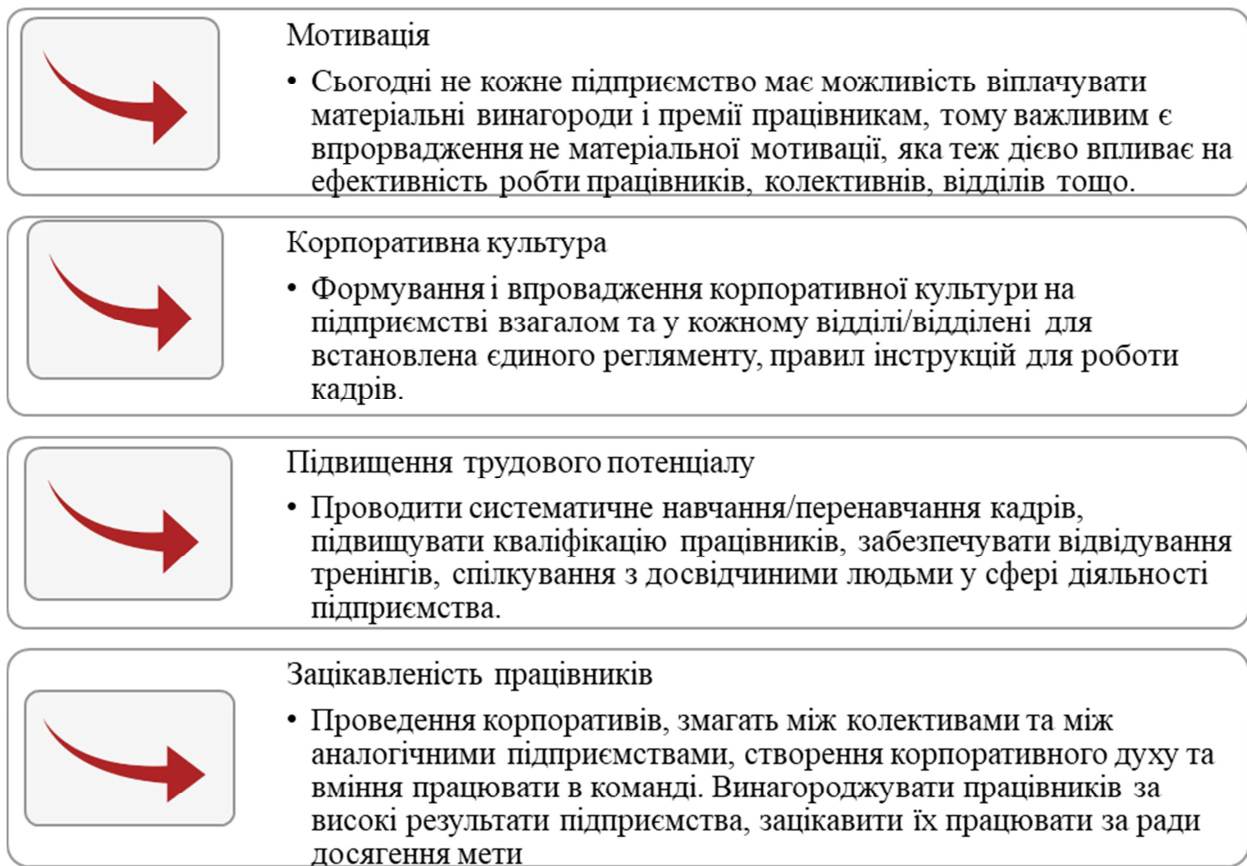 Мотивація
• Сьогодні не кожне підприємство має можливість віплачувати
матеріальні винагороди і премії працівникам, тому важливим є
впрорвадження не матеріальної мотивації, яка теж дієво впливає на
ефективність робти працівників, колективнів, відділів тощо.
Корпоративна культура
• Формування і впровадження корпоративної культури на
підприємстві взагалом та у кожному відділі/відділені для
встановлена єдиного регляменту, правил інструкцій для роботи
кадрів.
Підвищення трудового потенціалу
• Проводити систематичне навчання/перенавчання кадрів,
підвищувати кваліфікацію працівників, забезпечувати відвідування
тренінгів, спілкування з досвідчиними людьми у сфері діяльності
підприємства.
Зацікавленість працівників
• Проведення корпоративів, змагать між колективами та між
аналогічними підприємствами, створення корпоративного духу та
вміння працювати в команді. Винагороджувати працівників за
високі результати підприємства, зацікавити їх працювати за ради
досягнення мети